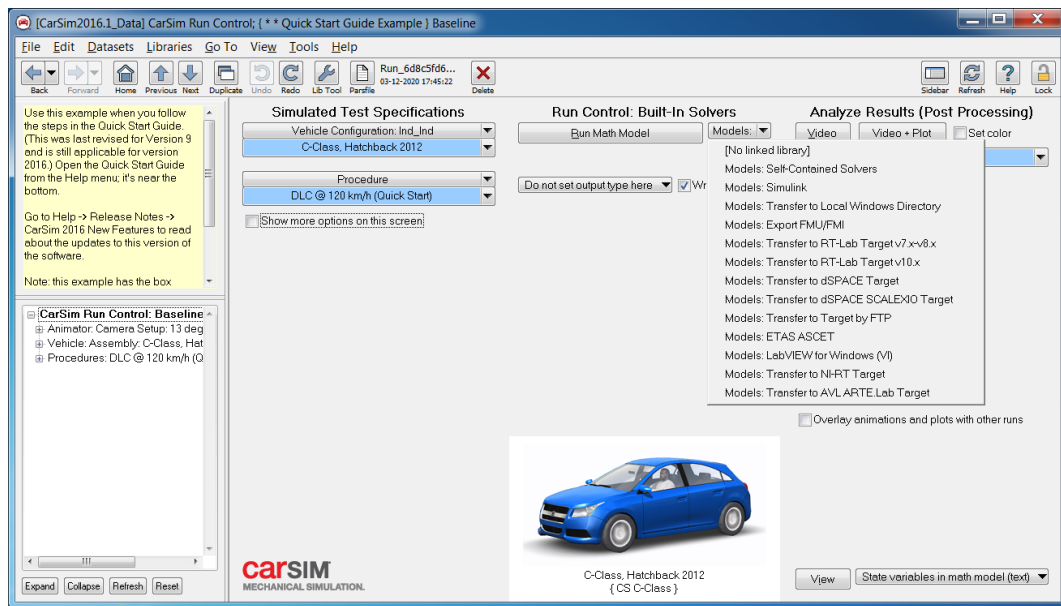 [CarSim2016.1_Data] CarSim Run Control; { * * Quick Start Guide Example } Baseline
File Edit Datasets Libraries Go To View Tools Help
Back Forward Home Previous Next Duplicate Undo Redo Lib Tool Parsfile
Run_6d8c5fd6...
03-12-2020 17:45:22
Delete
Sidebar Refresh Help Lock
Use this example when you follow
the steps in the Quick Start Guide.
(This was last revised for Version 9
and is still applicable for version
2016.) Open the Quick Start Guide
from the Help menu; it's near the
bottom.
Go to Help -> Release Notes ->
CarSim 2016 New Features to read
about the updates to this version of
the software.
Note: this example has the box
CarSim Run Control: Baseline
Animator: Camera Setup: 13 deg
Vehicle: Assembly: C-Class, Hat
Procedures: DLC @ 120 km/h (Q
Expand Collapse Refresh Reset
Simulated Test Specifications
Vehicle Configuration: Ind_Ind
C-Class, Hatchback 2012
Procedure
DLC @ 120 km/h (Quick Start)
Show more options on this screen
carSIM
MECHANICAL SIMULATION.
Run Control: Built-In Solvers
Run Math Model
Models:
Do not set output type here
Wr
[No linked library]
Models: Self-Contained Solvers
Models: Simulink
Models: Transfer to Local Windows Directory
Models: Export FMU/FMI
Models: Transfer to RT-Lab Target v7.x-v8.x
Models: Transfer to RT-Lab Target v10.x
Models: Transfer to dSPACE Target
Models: Transfer to dSPACE SCALEXIO Target
Models: Transfer to Target by FTP
Models: ETAS ASCET
Models: LabVIEW for Windows (VI)
Models: Transfer to NI-RT Target
Models: Transfer to AVL ARTE.Lab Target
C-Class, Hatchback 2012
{ CS C-Class }
Analyze Results (Post Processing)
Video Video + Plot Set color
Overlay animations and plots with other runs
View State variables in math model (text)